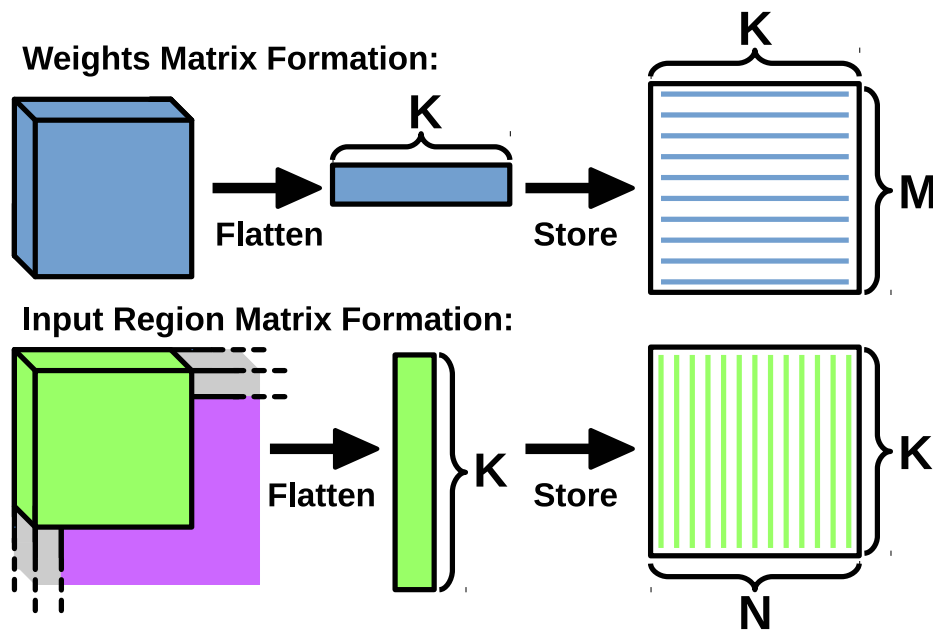 Weights Matrix Formation:
K
K
Flatten
Store
M
Input Region Matrix Formation:
K
Flatten
Store
K
N